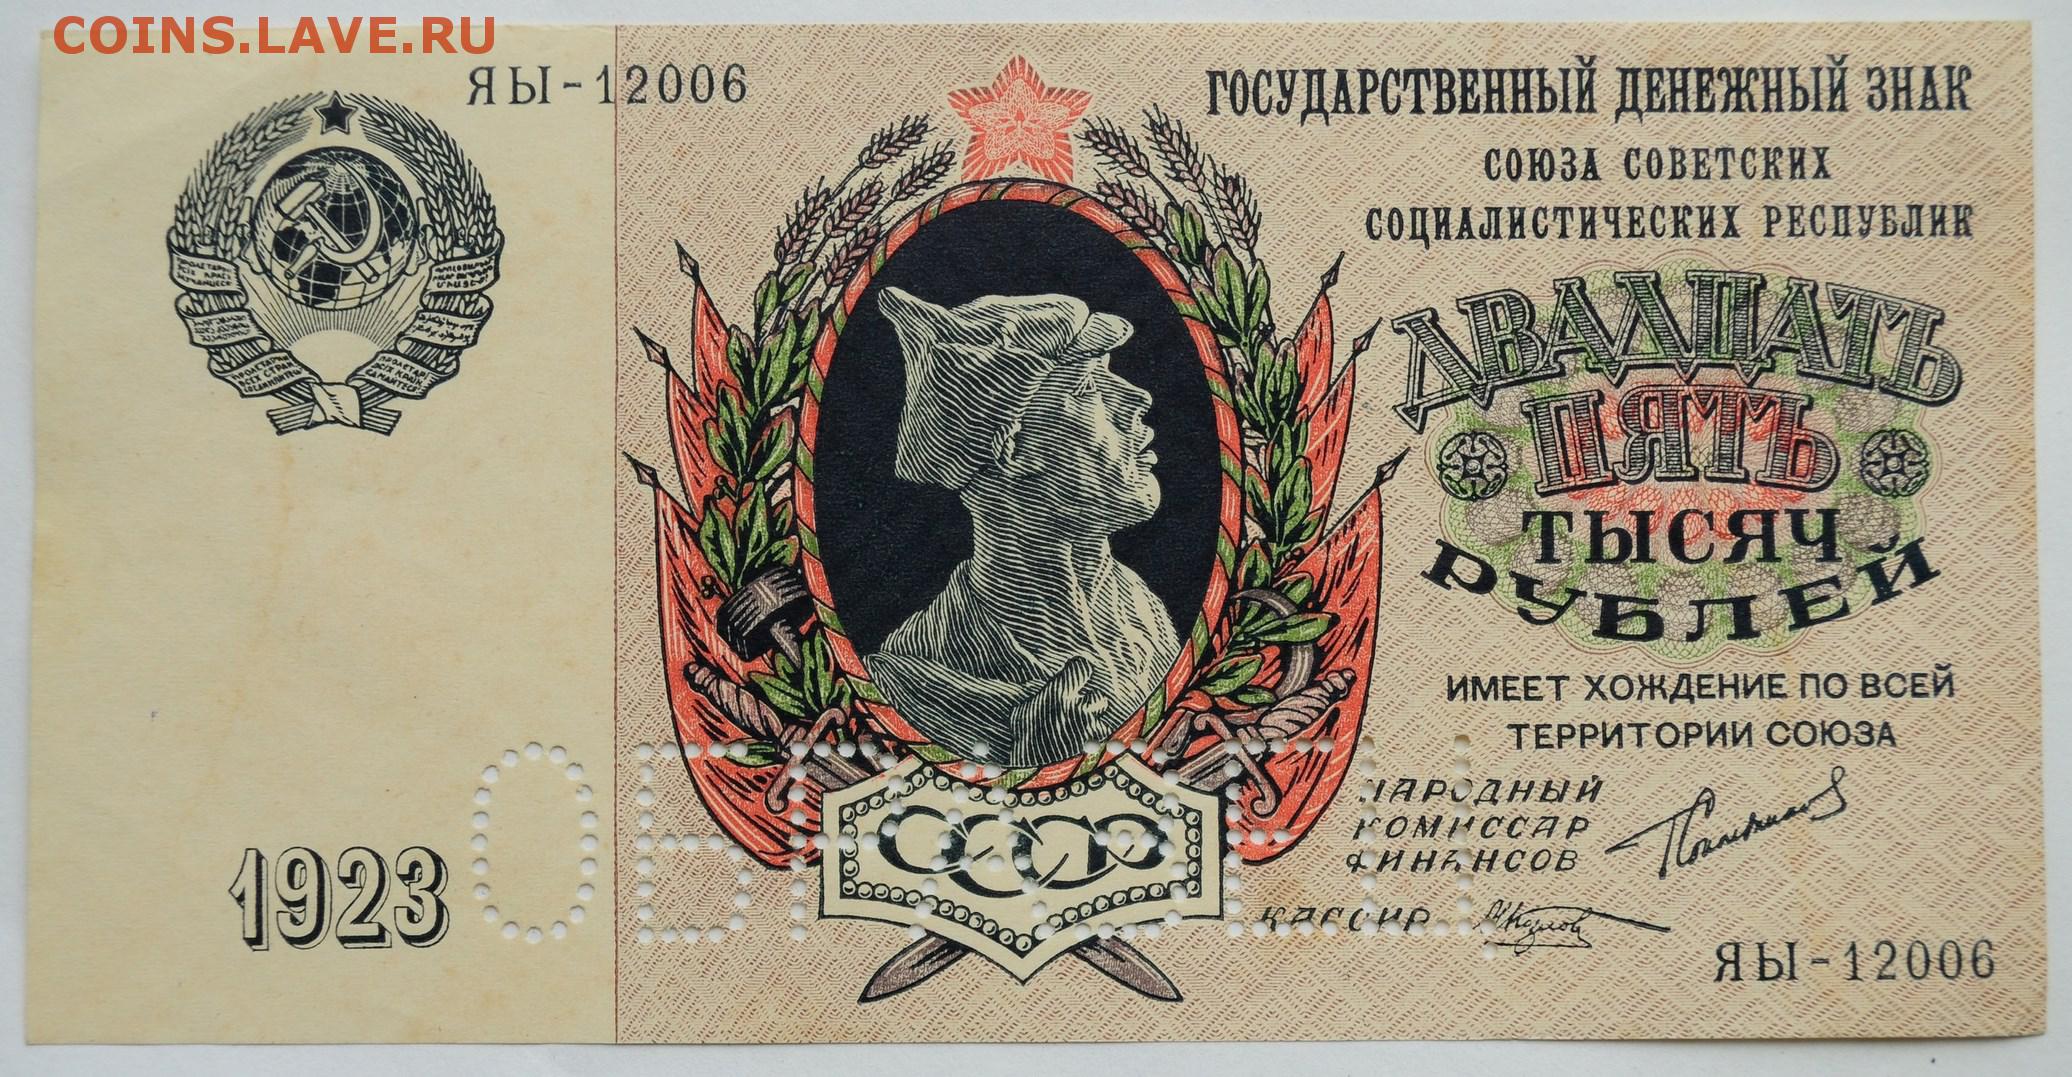 COINS.LAVE.RU
ЯЫ-12006
ГОСУДАРСТВЕННЫЙ ДЕНЕЖНЫЙ ЗНАК
СОЮЗА СОВЕТСКИХ
СОЦИАЛИСТИЧЕСКИХ РЕСПУБЛИК
ДВАДЦАТЬ
ПЯТЬ
ТЫСЯЧ
РУБЛЕЙ
ИМЕЕТ ХОЖДЕНИЕ ПО ВСЕЙ
ТЕРРИТОРИИ СОЮЗА
НАРОДНЫЙ
КОМИССАР
ФИНАНСОВ
КАССИР
СССР
1923
ОБРАЗЕЦ
ЯЫ-12006